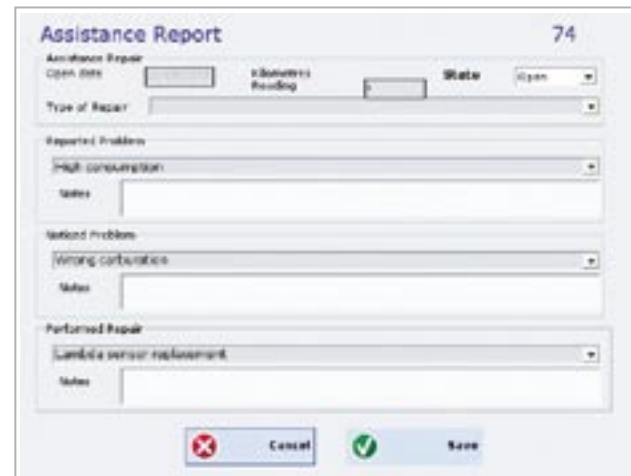 Assistance Report 74
Assistance Repair
Open date Kilometres Reading State Open
Type of Repair
Reported Problem
High consumption
Notes
Noticed Problem
Wrong carburation
Notes
Performed Repair
Lambda sensor replacement
Notes
Cancel Save